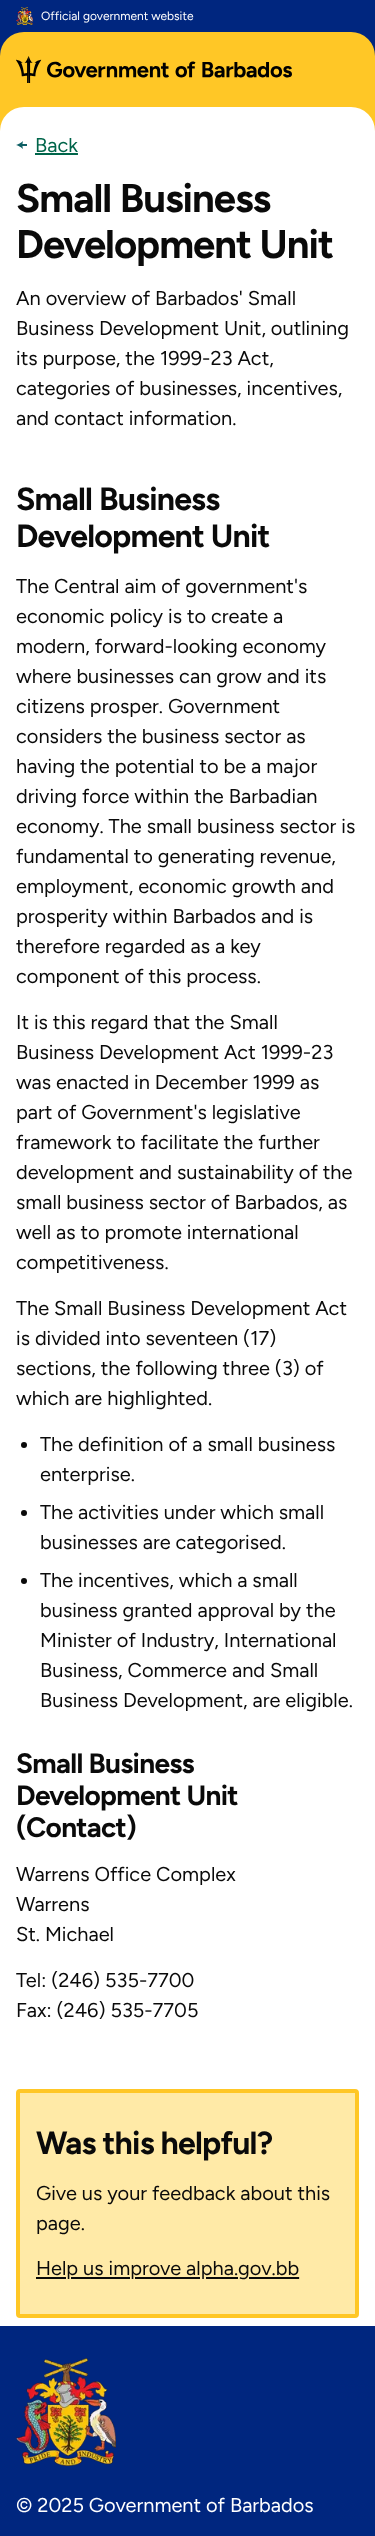 Official government website
Government of Barbados
Back
Small Business
Development Unit
An overview of Barbados' Small
Business Development Unit, outlining
its purpose, the 1999-23 Act,
categories of businesses, incentives,
and contact information.
Small Business
Development Unit
The Central aim of government's
economic policy is to create a
modern, forward-looking economy
where businesses can grow and its
citizens prosper. Government
considers the business sector as
having the potential to be a major
driving force within the Barbadian
economy. The small business sector is
fundamental to generating revenue,
employment, economic growth and
prosperity within Barbados and is
therefore regarded as a key
component of this process.
It is this regard that the Small
Business Development Act 1999-23
was enacted in December 1999 as
part of Government's legislative
framework to facilitate the further
development and sustainability of the
small business sector of Barbados, as
well as to promote international
competitiveness.
The Small Business Development Act
is divided into seventeen (17)
sections, the following three (3) of
which are highlighted.
• The definition of a small business
enterprise.
• The activities under which small
businesses are categorised.
• The incentives, which a small
business granted approval by the
Minister of Industry, International
Business, Commerce and Small
Business Development, are eligible.
Small Business
Development Unit
(Contact)
Warrens Office Complex
Warrens
St. Michael
Tel: (246) 535-7700
Fax: (246) 535-7705
Was this helpful?
Give us your feedback about this
page.
Help us improve alpha.gov.bb
PRIDE AND INDUSTRY
© 2025 Government of Barbados